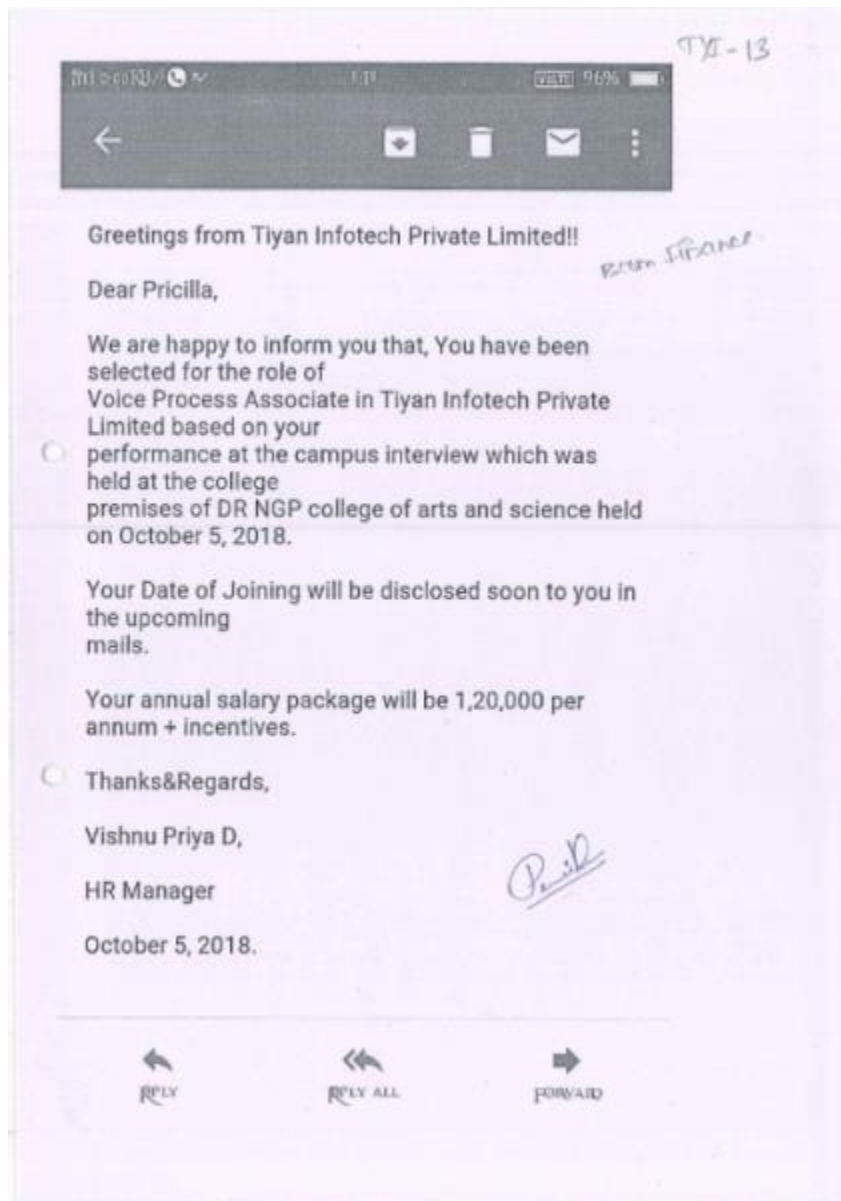 TYI-13
96%
Greetings from Tiyan Infotech Private Limited!!
Finance
Dear Pricilla,
We are happy to inform you that, You have been
selected for the role of
Voice Process Associate in Tiyan Infotech Private
Limited based on your
performance at the campus interview which was
held at the college
premises of DR NGP college of arts and science held
on October 5, 2018.
Your Date of Joining will be disclosed soon to you in
the upcoming
mails.
Your annual salary package will be 1,20,000 per
annum + incentives.
Thanks&Regards,
Vishnu Priya D,
HR Manager
October 5, 2018.
REPLY
REPLY ALL
FORWARD